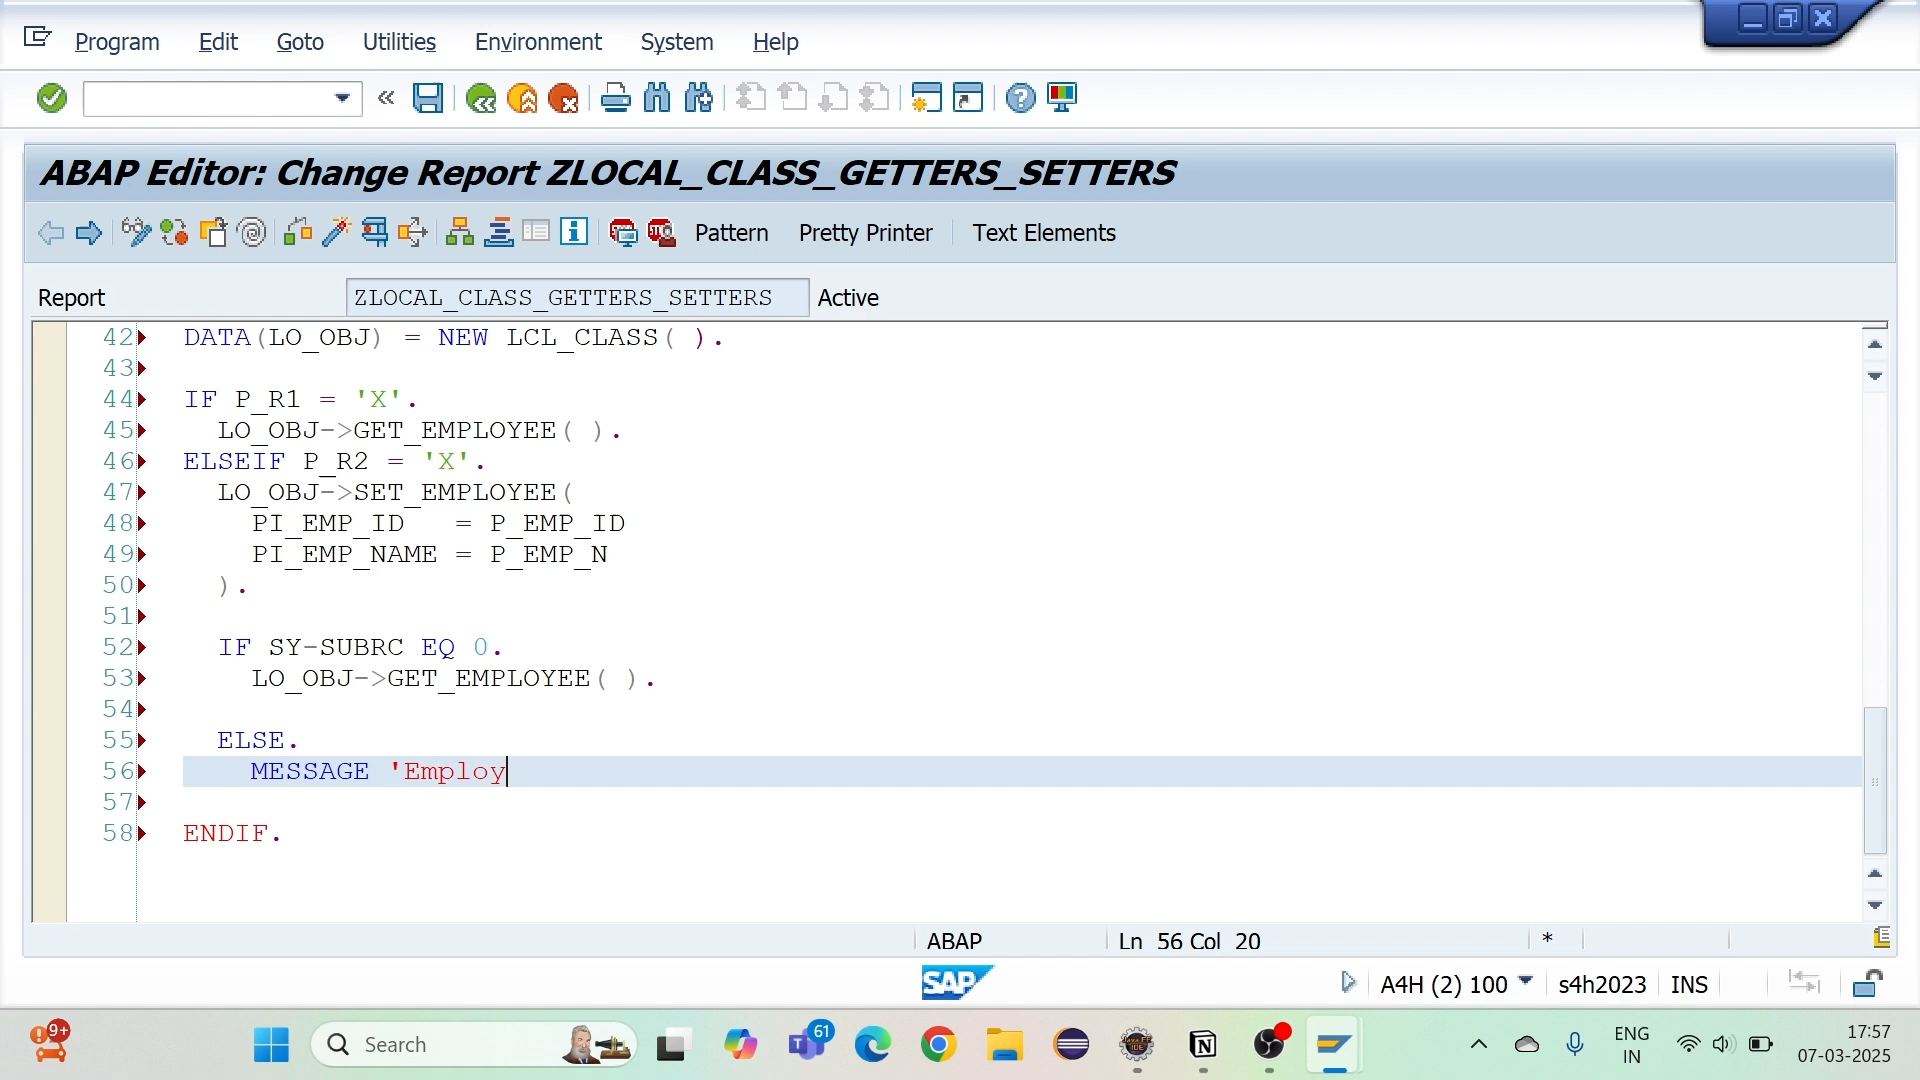 Program Edit Goto Utilities Environment System Help
«
ABAP Editor: Change Report ZLOCAL_CLASS_GETTERS_SETTERS
Pattern Pretty Printer Text Elements
Report ZLOCAL_CLASS_GETTERS_SETTERS Active
42 DATA(LO_OBJ) = NEW LCL_CLASS( ).
43
44 IF P_R1 = 'X'.
45 LO_OBJ->GET_EMPLOYEE( ).
46 ELSEIF P_R2 = 'X'.
47 LO_OBJ->SET_EMPLOYEE(
48 PI_EMP_ID = P_EMP_ID
49 PI_EMP_NAME = P_EMP_N
50 ).
51
52 IF SY-SUBRC EQ 0.
53 LO_OBJ->GET_EMPLOYEE( ).
54
55 ELSE.
56 MESSAGE 'Employ
57
58 ENDIF.
ABAP Ln 56 Col 20 *
SAP A4H (2) 100 s4h2023 INS
9+ Search 61 ENG IN 17:57 07-03-2025